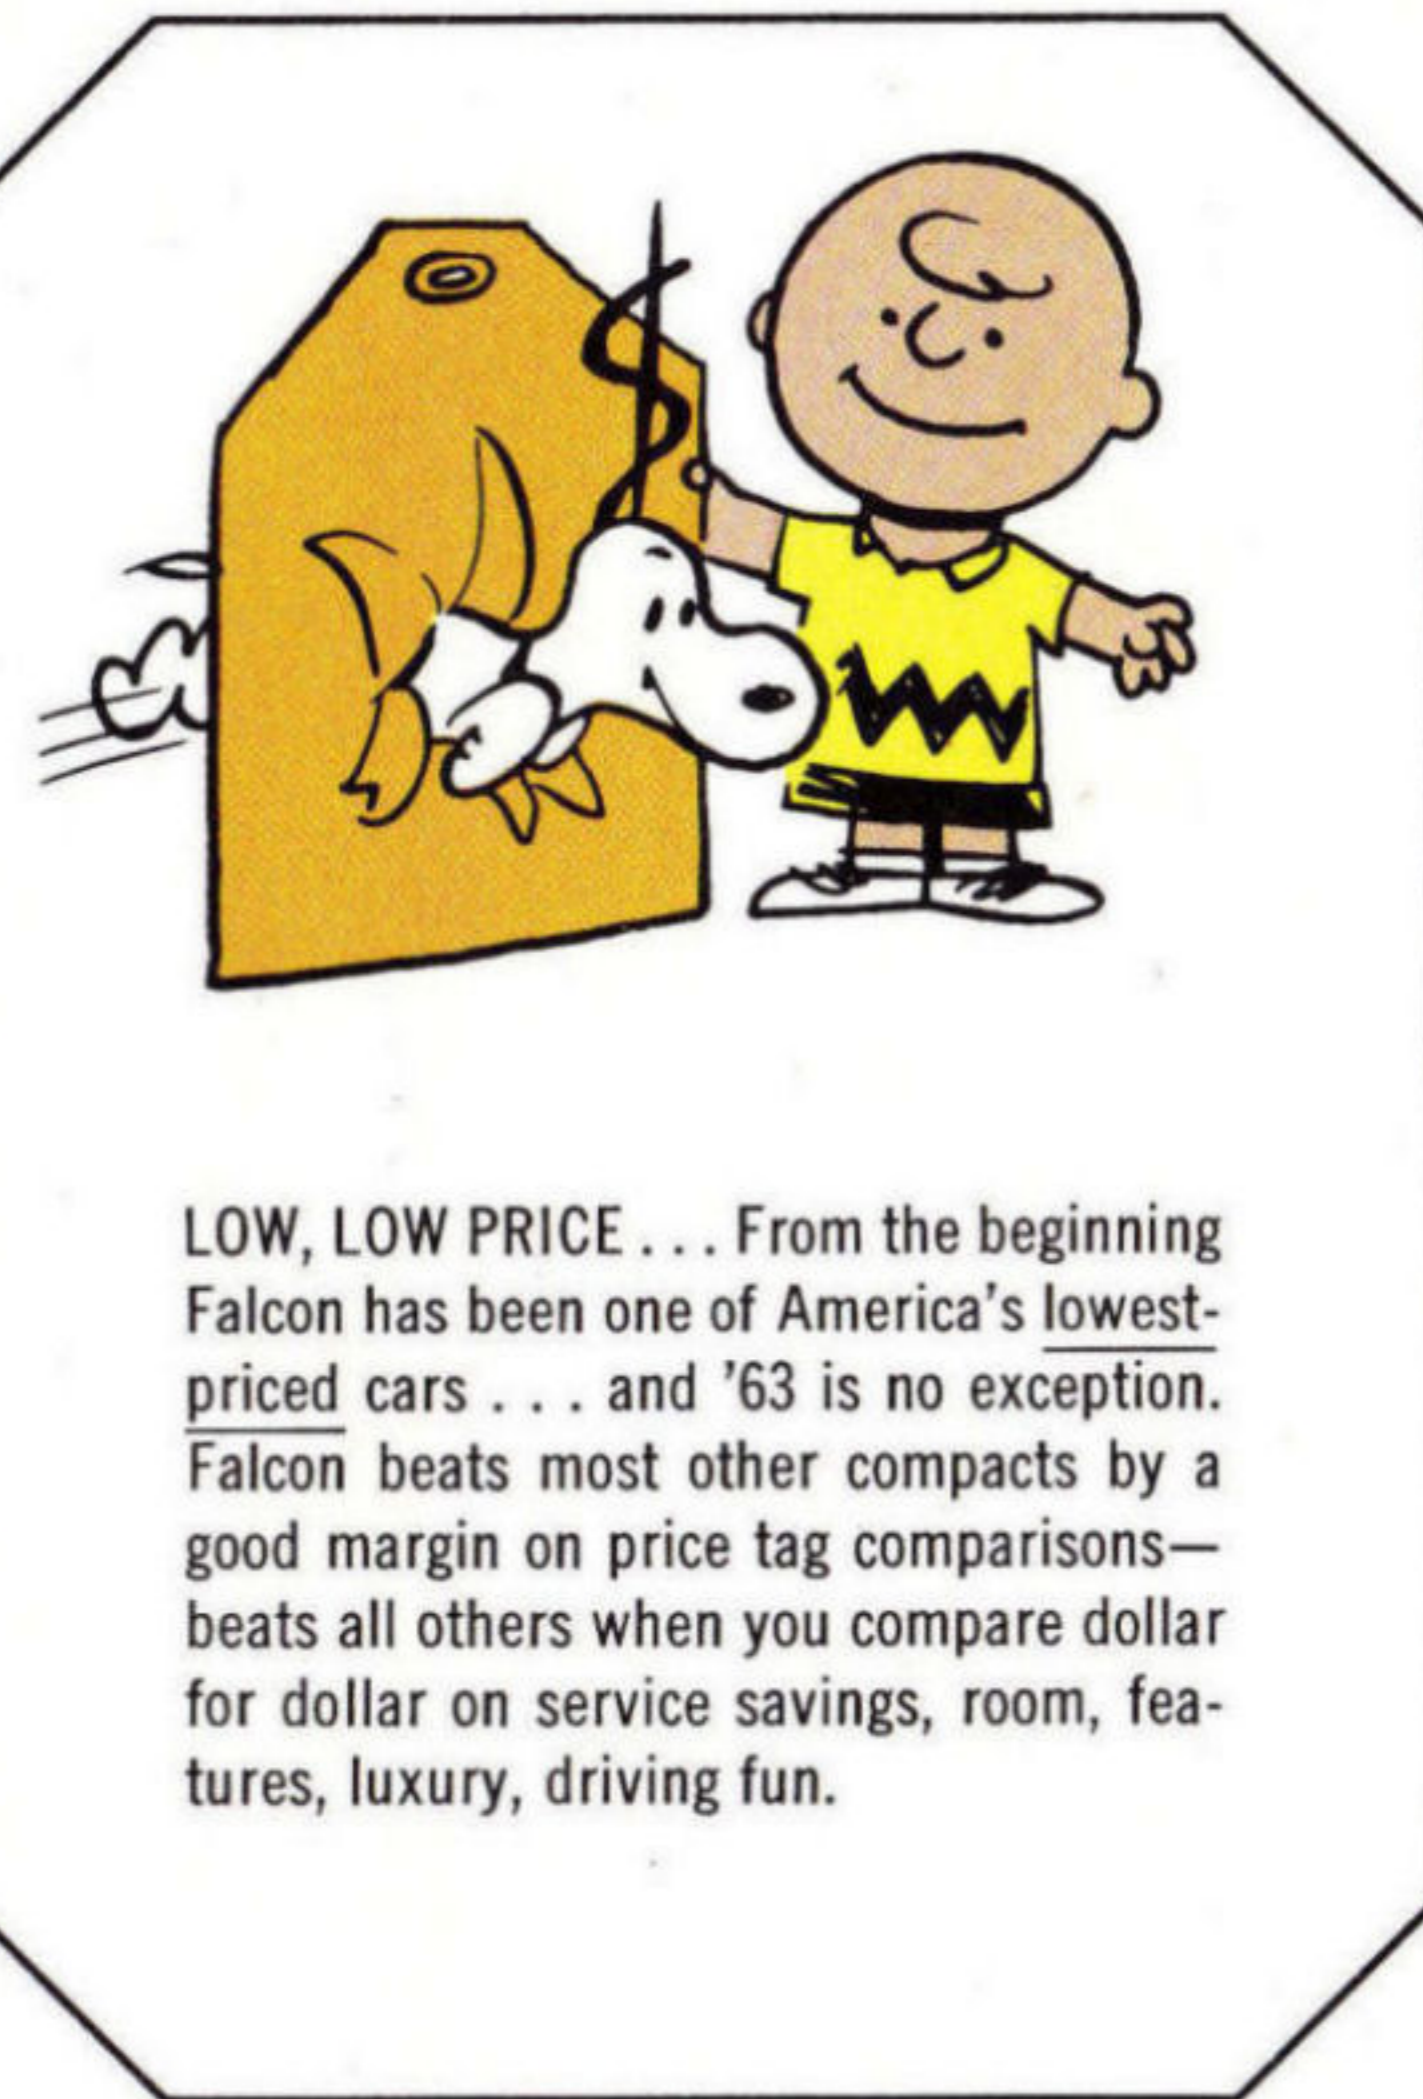 LOW, LOW PRICE . . . From the beginning
Falcon has been one of America's lowest-
priced cars . . . and '63 is no exception.
Falcon beats most other compacts by a
good margin on price tag comparisons—
beats all others when you compare dollar
for dollar on service savings, room, fea-
tures, luxury, driving fun.